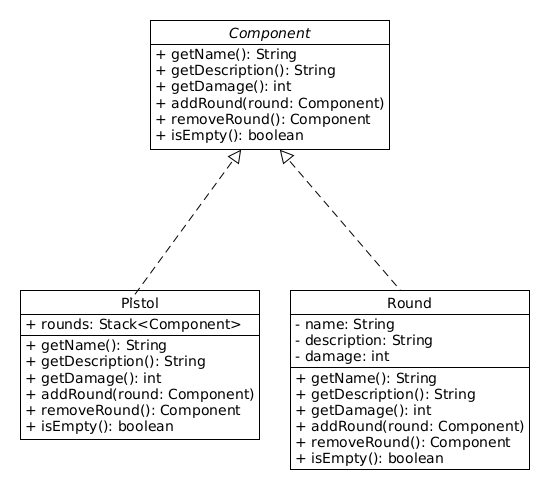 Component
+ getName(): String
+ getDescription(): String
+ getDamage(): int
+ addRound(round: Component)
+ removeRound(): Component
+ isEmpty(): boolean
PIstol
+ rounds: Stack<Component>
+ getName(): String
+ getDescription(): String
+ getDamage(): int
+ addRound(round: Component)
+ removeRound(): Component
+ isEmpty(): boolean
Round
- name: String
- description: String
- damage: int
+ getName(): String
+ getDescription(): String
+ getDamage(): int
+ addRound(round: Component)
+ removeRound(): Component
+ isEmpty(): boolean